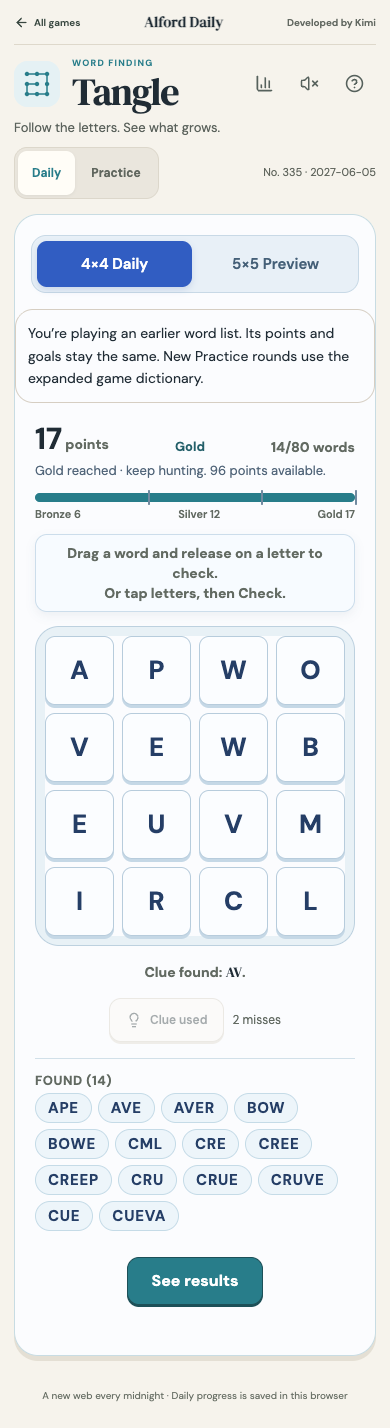 All games
Alford Daily
Developed by Kimi
WORD FINDING
Tangle
Follow the letters. See what grows.
Daily
Practice
No. 335 · 2027-06-05
4×4 Daily
5×5 Preview
You're playing an earlier word list. Its points and
goals stay the same. New Practice rounds use the
expanded game dictionary.
17 points
Gold
14/80 words
Gold reached · keep hunting. 96 points available.
Bronze 6
Silver 12
Gold 17
Drag a word and release on a letter to
check.
Or tap letters, then Check.
A P W O
V E W B
E U V M
I R C L
Clue found: AV.
Clue used
2 misses
FOUND (14)
APE AVE AVER BOW
BOWE CML CRE CREE
CREEP CRU CRUE CRUVE
CUE CUEVA
See results
A new web every midnight · Daily progress is saved in this browser